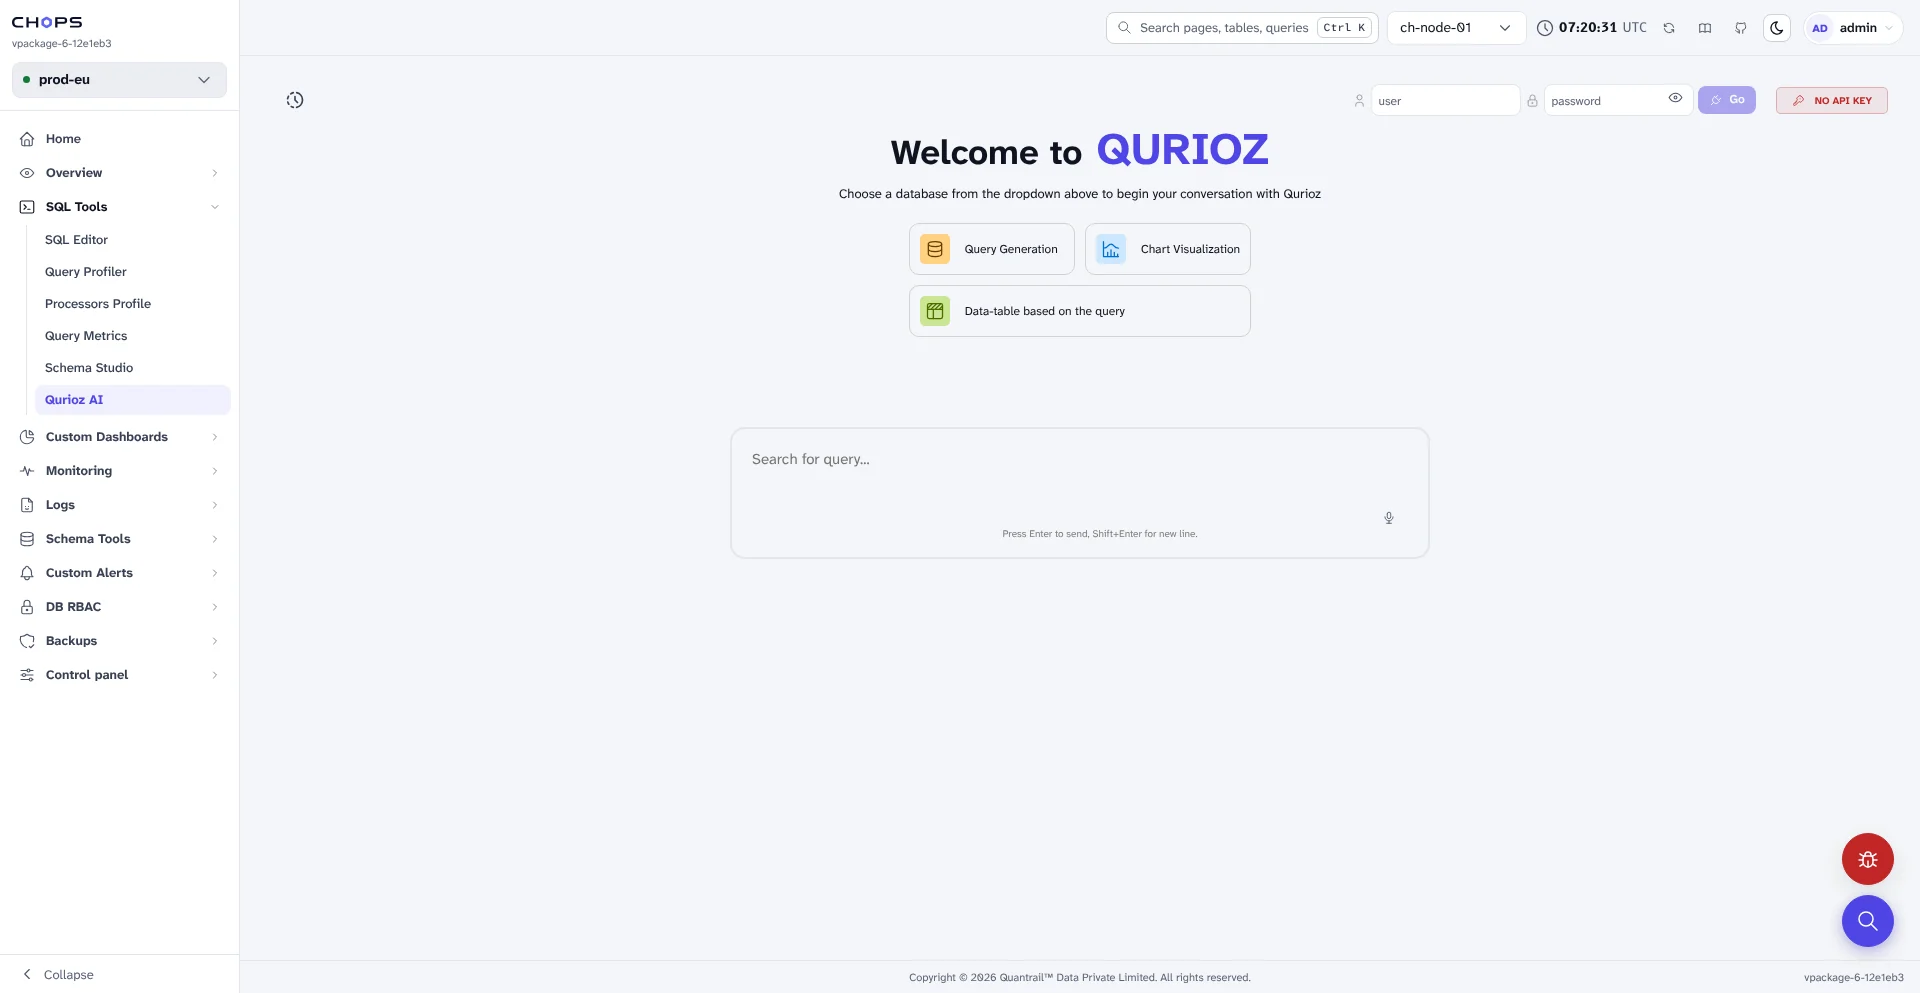 CHOPS
vpackage-6-12e1eb3
prod-eu
Home
Overview
SQL Tools
SQL Editor
Query Profiler
Processors Profile
Query Metrics
Schema Studio
Qurioz AI
Custom Dashboards
Monitoring
Logs
Schema Tools
Custom Alerts
DB RBAC
Backups
Control panel
Collapse
Search pages, tables, queries Ctrl K
ch-node-01
07:20:31 UTC
AD admin
user
password
Go
NO API KEY
Welcome to QURIOZ
Choose a database from the dropdown above to begin your conversation with Qurioz
Query Generation
Chart Visualization
Data-table based on the query
Search for query...
Press Enter to send, Shift+Enter for new line.
Copyright © 2026 Quantrail™ Data Private Limited. All rights reserved.
vpackage-6-12e1eb3